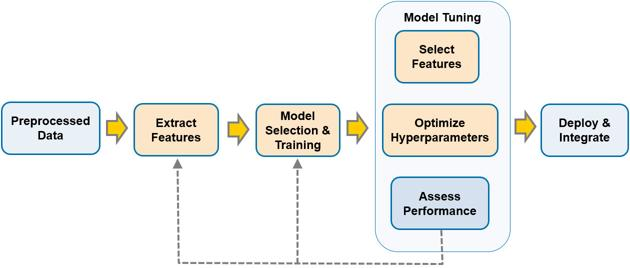 Model Tuning
Select
Features
Preprocessed
Data
Extract
Features
Model
Selection &
Training
Optimize
Hyperparameters
Deploy &
Integrate
Assess
Performance